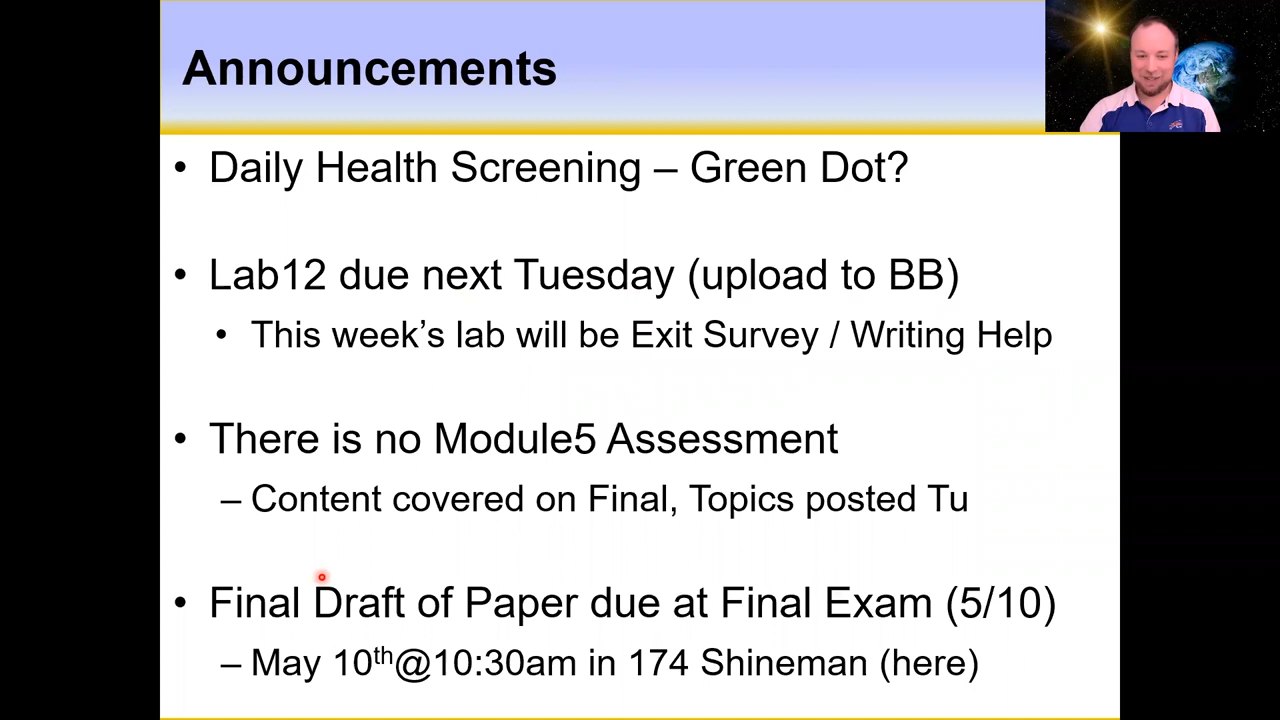 Announcements
• Daily Health Screening – Green Dot?
• Lab12 due next Tuesday (upload to BB)
• This week’s lab will be Exit Survey / Writing Help
• There is no Module5 Assessment
– Content covered on Final, Topics posted Tu
• Final Draft of Paper due at Final Exam (5/10)
– May 10th@10:30am in 174 Shineman (here)